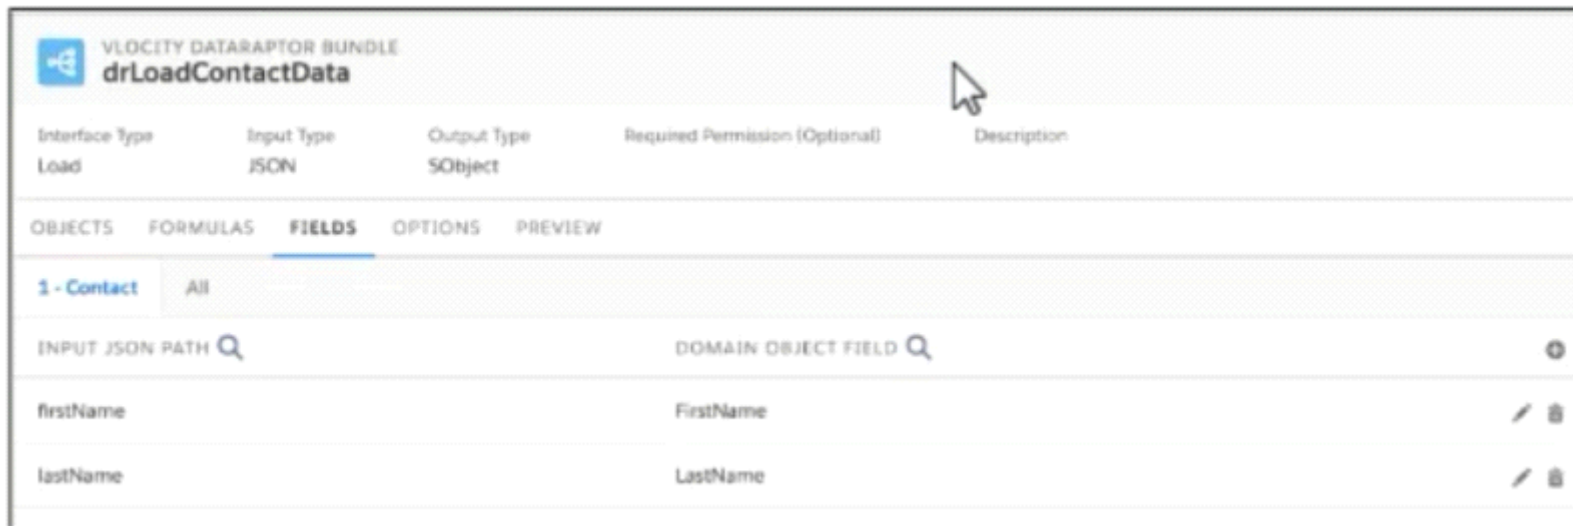 VLOCITY DATARAPTOR BUNDLE
drLoadContactData
Interface Type Input Type Output Type Required Permission (Optional) Description
Load JSON SObject
OBJECTS FORMULAS FIELDS OPTIONS PREVIEW
1 - Contact All
INPUT JSON PATH DOMAIN OBJECT FIELD
firstName FirstName
lastName LastName